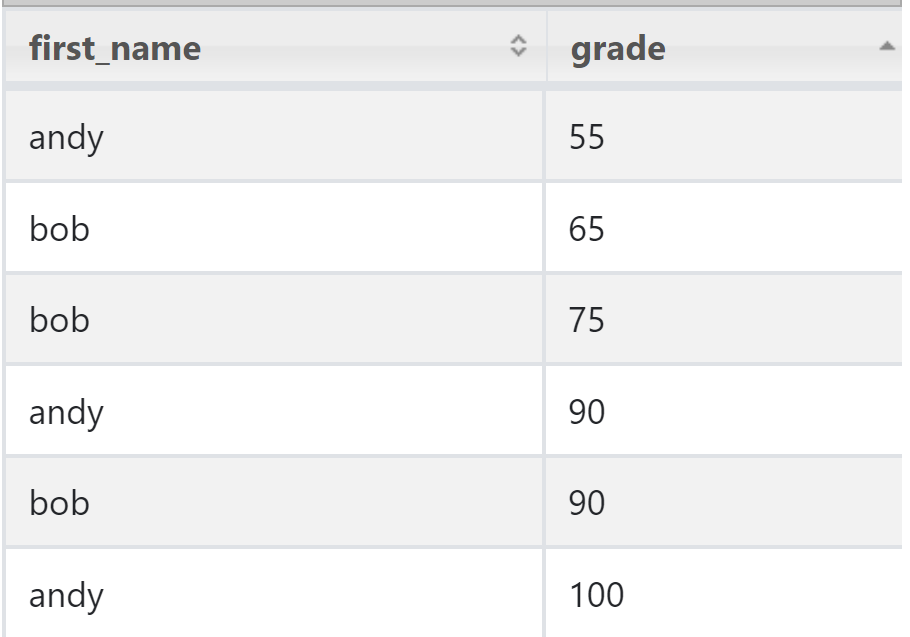 first_name grade
andy 55
bob 65
bob 75
andy 90
bob 90
andy 100